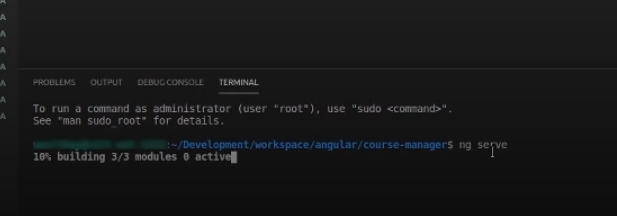 A
A
A
A
A
A
A
A
PROBLEMS OUTPUT DEBUG CONSOLE TERMINAL
To run a command as administrator (user "root"), use "sudo <command>".
See "man sudo_root" for details.
:~/Development/workspace/angular/course-manager$ ng serve
10% building 3/3 modules 0 active